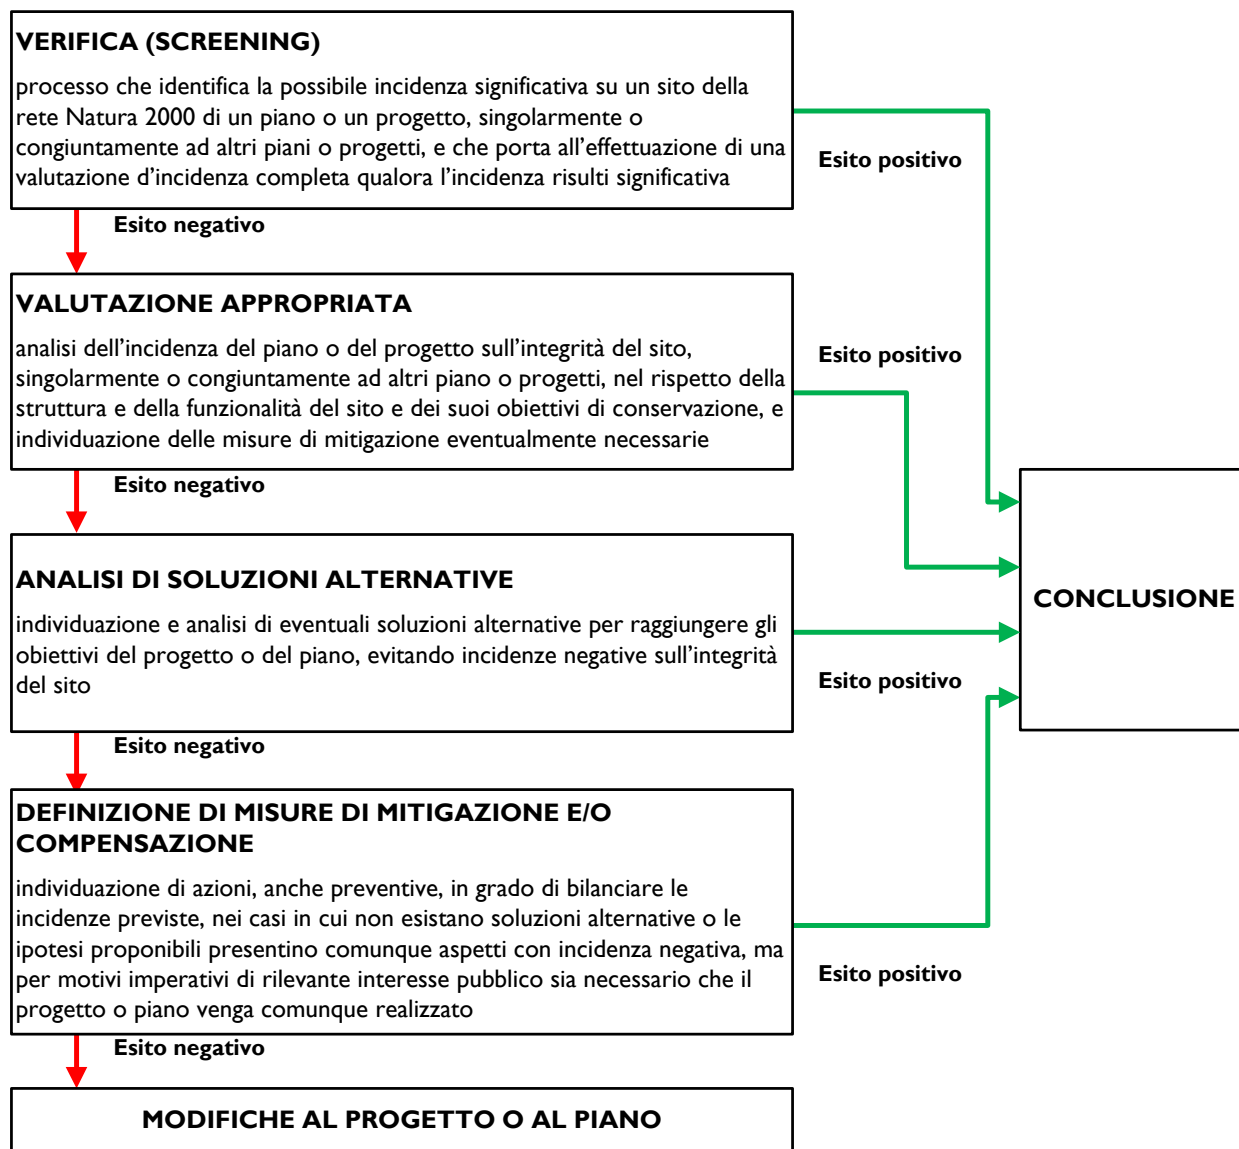 VERIFICA (SCREENING)
processo che identifica la possibile incidenza significativa su un sito della
rete Natura 2000 di un piano o un progetto, singolarmente o
congiuntamente ad altri piani o progetti, e che porta all’effettuazione di una
valutazione d’incidenza completa qualora l’incidenza risulti significativa
Esito positivo
Esito negativo
VALUTAZIONE APPROPRIATA
analisi dell’incidenza del piano o del progetto sull’integrità del sito,
singolarmente o congiuntamente ad altri piano o progetti, nel rispetto della
struttura e della funzionalità del sito e dei suoi obiettivi di conservazione, e
individuazione delle misure di mitigazione eventualmente necessarie
Esito positivo
Esito negativo
ANALISI DI SOLUZIONI ALTERNATIVE
individuazione e analisi di eventuali soluzioni alternative per raggiungere gli
obiettivi del progetto o del piano, evitando incidenze negative sull’integrità
del sito
Esito positivo
CONCLUSIONE
Esito negativo
DEFINIZIONE DI MISURE DI MITIGAZIONE E/O
COMPENSAZIONE
individuazione di azioni, anche preventive, in grado di bilanciare le
incidenze previste, nei casi in cui non esistano soluzioni alternative o le
ipotesi proponibili presentino comunque aspetti con incidenza negativa, ma
per motivi imperativi di rilevante interesse pubblico sia necessario che il
progetto o piano venga comunque realizzato
Esito positivo
Esito negativo
MODIFICHE AL PROGETTO O AL PIANO